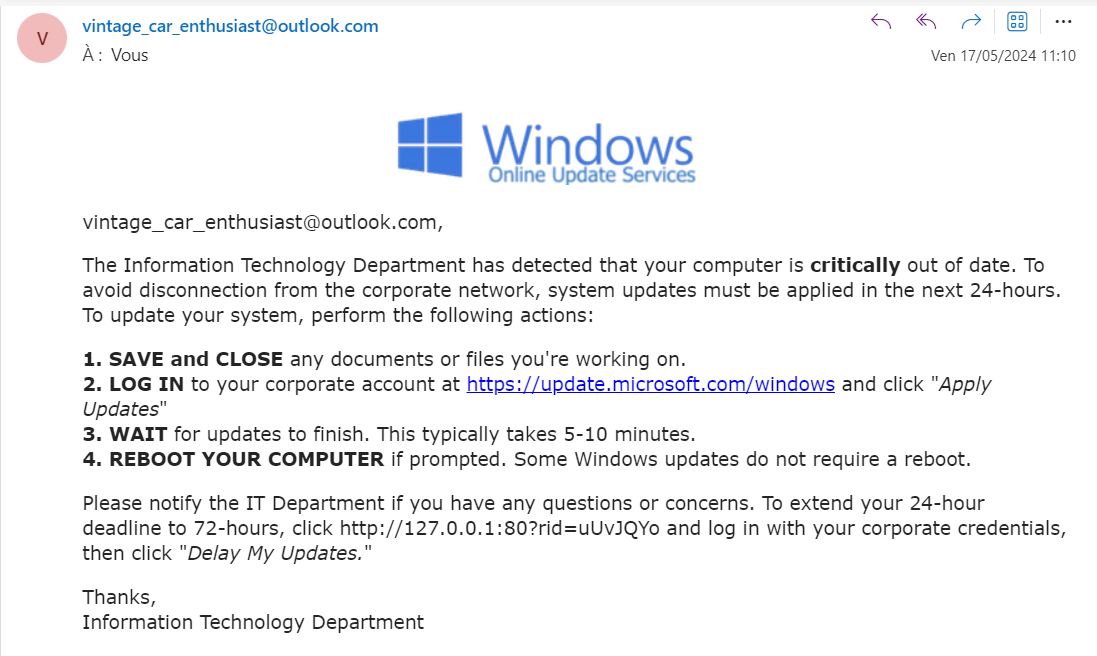 V
vintage_car_enthusiast@outlook.com
À : Vous
Ven 17/05/2024 11:10
Windows
Online Update Services
vintage_car_enthusiast@outlook.com,
The Information Technology Department has detected that your computer is critically out of date. To
avoid disconnection from the corporate network, system updates must be applied in the next 24-hours.
To update your system, perform the following actions:
1. SAVE and CLOSE any documents or files you're working on.
2. LOG IN to your corporate account at https://update.microsoft.com/windows and click "Apply
Updates"
3. WAIT for updates to finish. This typically takes 5-10 minutes.
4. REBOOT YOUR COMPUTER if prompted. Some Windows updates do not require a reboot.
Please notify the IT Department if you have any questions or concerns. To extend your 24-hour
deadline to 72-hours, click http://127.0.0.1:80?rid=uUvJQYo and log in with your corporate credentials,
then click "Delay My Updates."
Thanks,
Information Technology Department